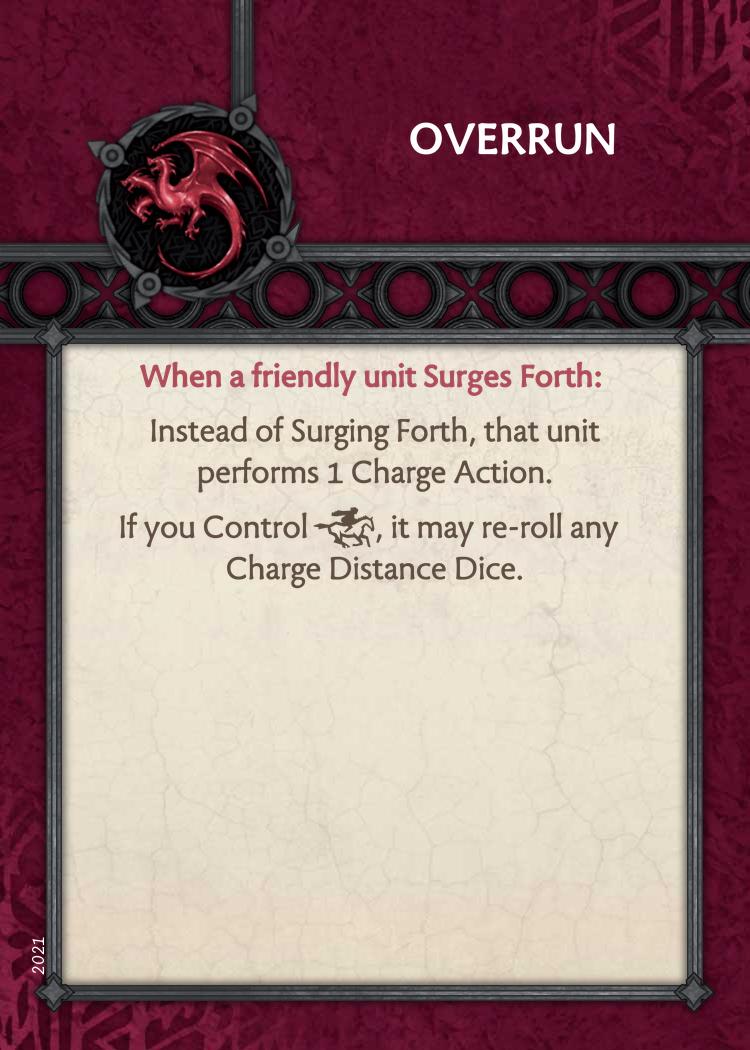 OVERRUN
When a friendly unit Surges Forth:
Instead of Surging Forth, that unit
performs 1 Charge Action.
If you Control , it may re-roll any
Charge Distance Dice.
2021